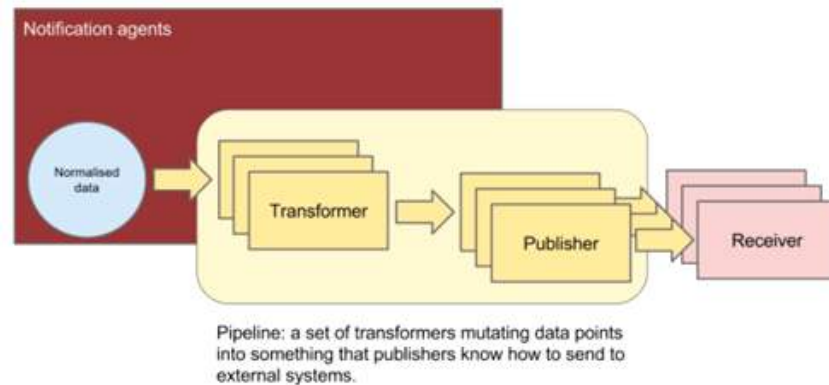 Notification agents
Normalised
data
Transformer
Publisher
Receiver
Pipeline: a set of transformers mutating data points
into something that publishers know how to send to
external systems.